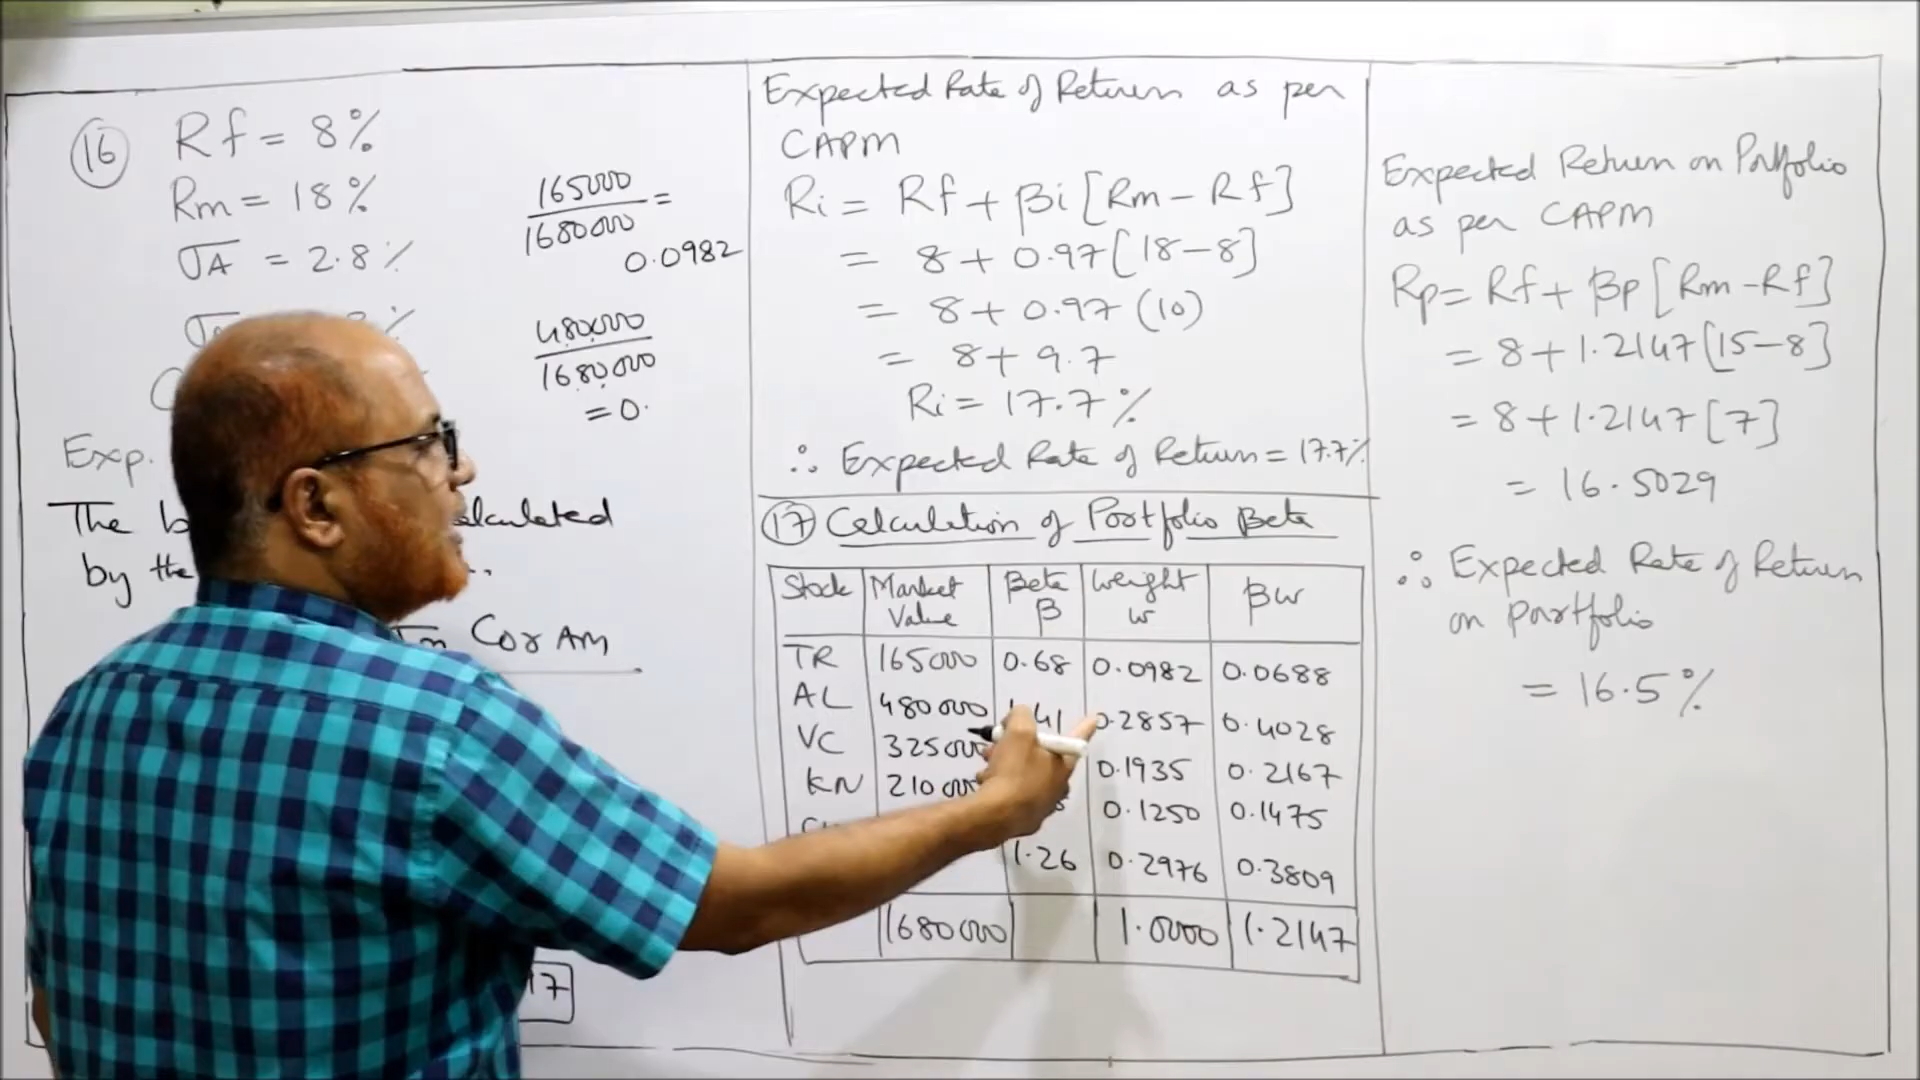 16
Rf = 8%
Rm = 18%
σA = 2.8%
Exp.
The
calculated
by the
σm Cor AM
17
165000
1680000
=
0.0982
480000
1680000
= 0.
Expected Rate of Return as per
CAPM
Ri = Rf + βi [Rm - Rf]
= 8 + 0.97 [18-8]
= 8 + 0.97 (10)
= 8 + 9.7
Ri = 17.7%
∴ Expected Rate of Return = 17.7%
17 Calculation of Portfolio Beta
Stock Market Value Beta β Weight w βw
TR 165000 0.68 0.0982 0.0688
AL 480000 41 0.2857 0.4028
VC 325000 0.1935 0.2167
KN 210000 0.1250 0.1475
1.26 0.2976 0.3809
1680000 1.0000 1.2147
Expected Return on Portfolio
as per CAPM
Rp = Rf + βp [Rm - Rf]
= 8 + 1.2147 [15-8]
= 8 + 1.2147 [7]
= 16.5029
∴ Expected Rate of Return
on portfolio
= 16.5%